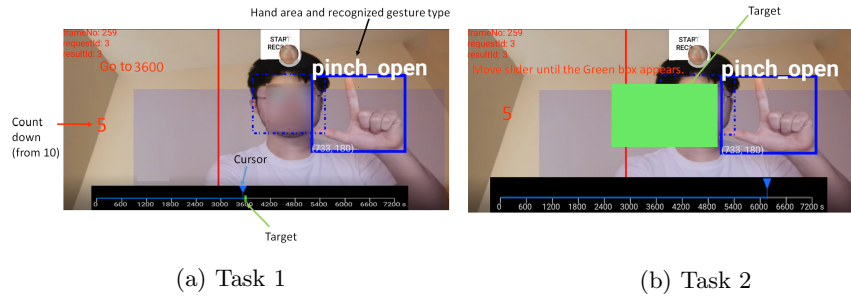 Hand area and recognized gesture type
Target
frameNo: 259
requestId: 3
resultId: 3
START
REC
Go to 3600
pinch_open
Count
down
(from 10)
5
(733, 180)
Cursor
0 600 1200 1800 2400 3000 3600 4200 4800 5400 6000 6600 7200 s
Target
(a) Task 1
frameNo: 259
requestId: 3
resultId: 3
START
REC
pinch_open
Move slider until the Green box appears.
5
(733, 180)
0 600 1200 1800 2400 3000 3600 4200 4800 5400 6000 6600 7200 s
(b) Task 2